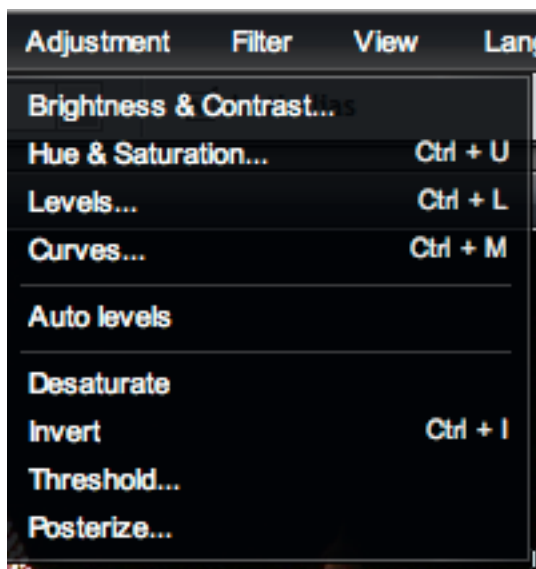 Adjustment Filter View Lang
Brightness & Contrast...
Hue & Saturation... Ctrl + U
Levels... Ctrl + L
Curves... Ctrl + M
Auto levels
Desaturate
Invert Ctrl + I
Threshold...
Posterize...